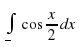 ∫ cos x/2 dx